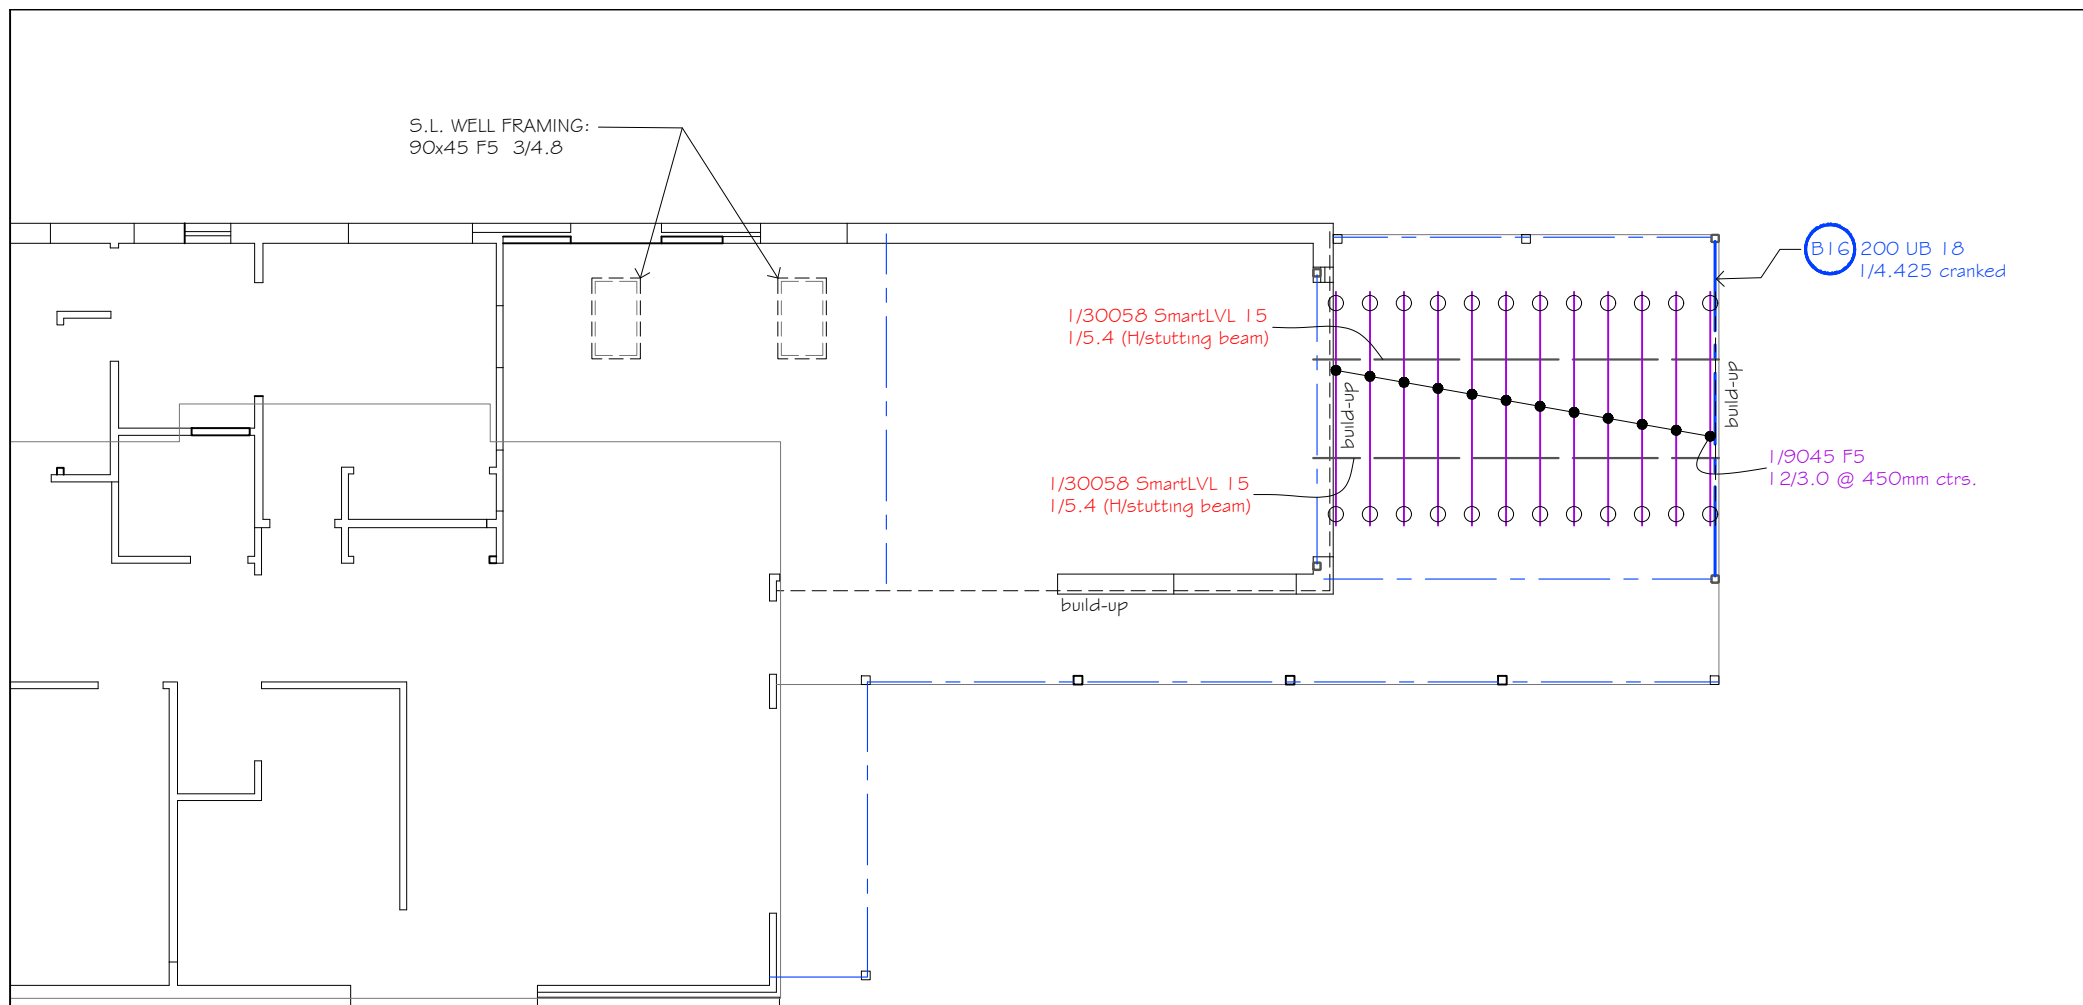 S.L. WELL FRAMING:
90x45 F5 3/4.8
B16 200 UB 18
1/4.425 cranked
1/30058 SmartLVL 15
1/5.4 (H/stutting beam)
build-up
build-up
1/9045 F5
12/3.0 @ 450mm ctrs.
1/30058 SmartLVL 15
1/5.4 (H/stutting beam)
build-up